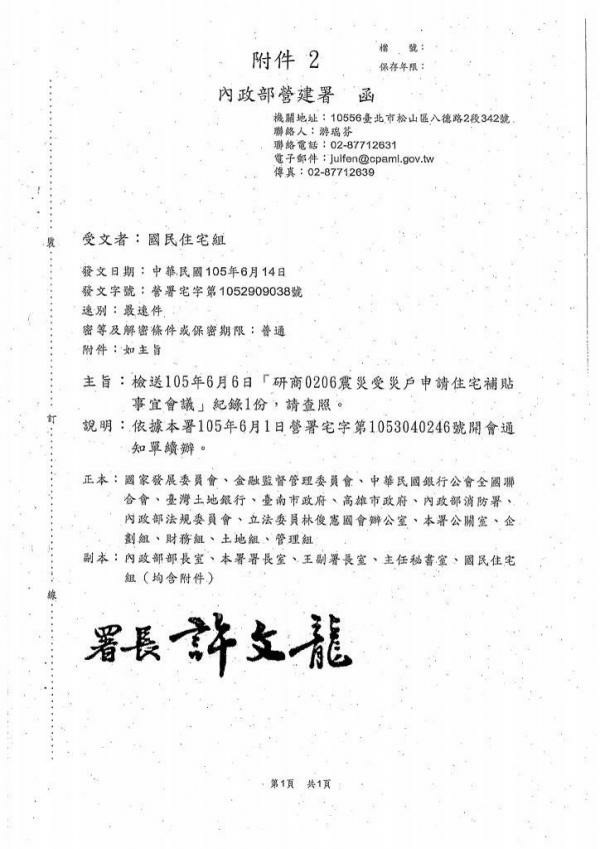 檔　號：
保存年限：
附件 2
內政部營建署　函
機關地址：10556臺北市松山區八德路2段342號
聯絡人：游瑞芬
聯絡電話：02-87712631
電子郵件：julfen@cpaml.gov.tw
傳真：02-87712639
受文者：國民住宅組
發文日期：中華民國105年6月14日
發文字號：營署宅字第1052909038號
速別：最速件
密等及解密條件或保密期限：普通
附件：如主旨
主旨：檢送105年6月6日「研商0206震災受災戶申請住宅補貼
事宜會議」紀錄1份，請查照。
說明：依據本署105年6月1日營署宅字第1053040246號開會通
知單續辦。
正本：國家發展委員會、金融監督管理委員會、中華民國銀行公會全國聯
合會、臺灣土地銀行、臺南市政府、高雄市政府、內政部消防署、
內政部法規委員會、立法委員林俊憲國會辦公室、本署公關室、企
劃組、財務組、土地組、管理組
副本：內政部部長室、本署署長室、王副署長室、主任秘書室、國民住宅
組（均含附件）
署長 許文龍
裝
訂
線
第1頁　共1頁